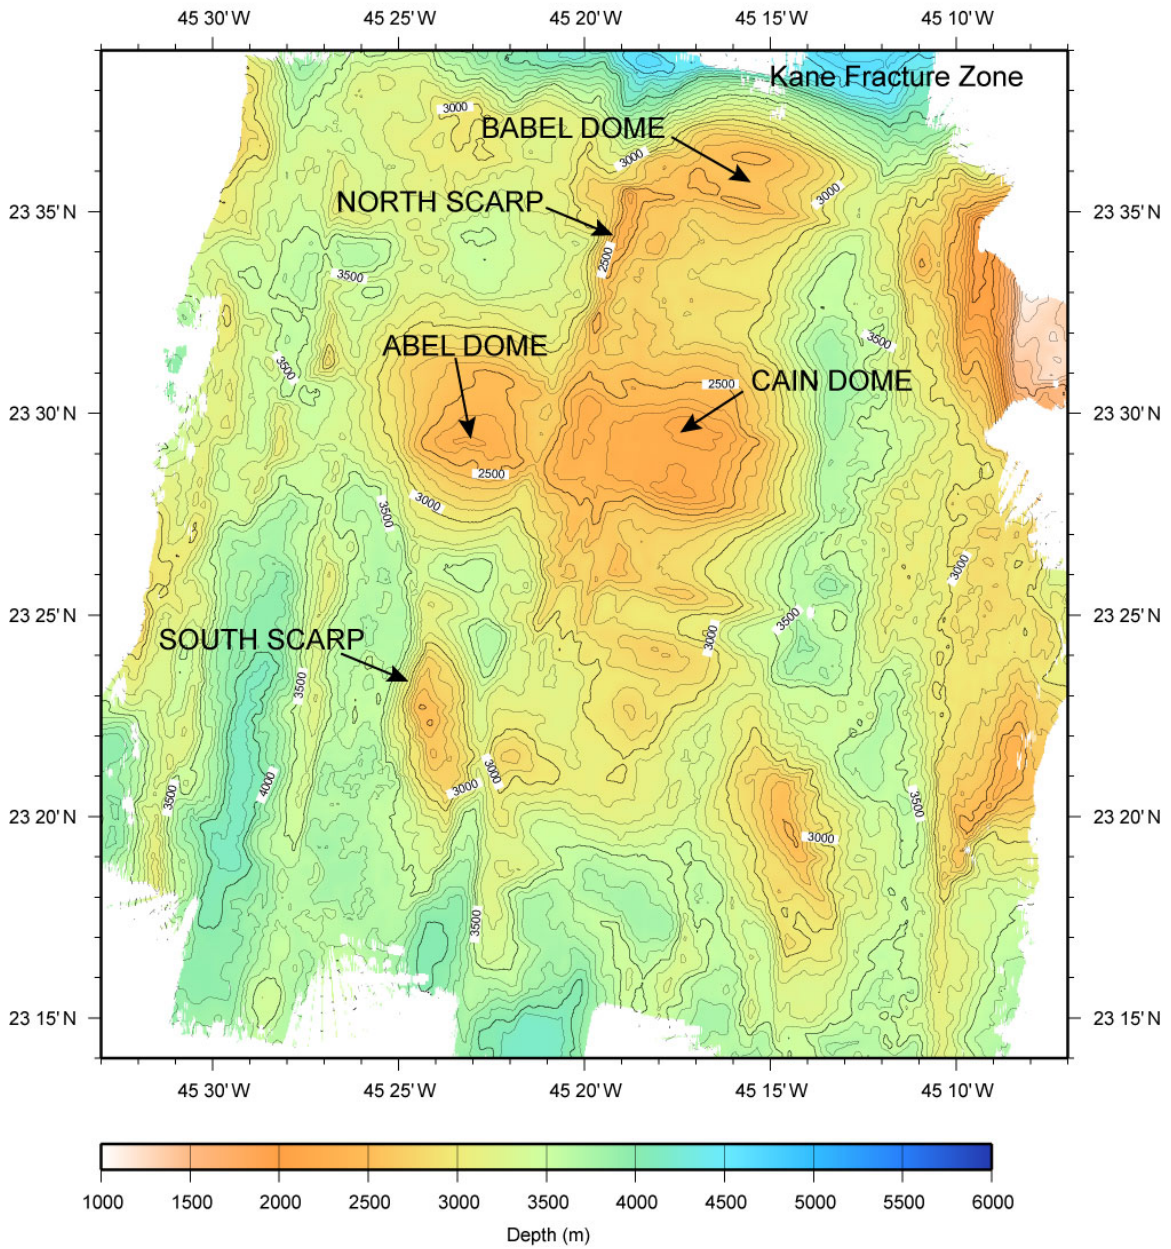 45 30' W 45 25' W 45 20' W 45 15' W 45 10' W
Kane Fracture Zone
3000
BABEL DOME
3000
3000
NORTH SCARP
23 35' N
23 35' N
2500
3500
3500
3500
ABEL DOME
2500
CAIN DOME
23 30' N
23 30' N
2500
3000
3500
3000
23 25' N
23 25' N
3500
3000
SOUTH SCARP
3500
3000
3000
4000
3500
3500
23 20' N
23 20' N
3000
3500
23 15' N
23 15' N
45 30' W 45 25' W 45 20' W 45 15' W 45 10' W
1000 1500 2000 2500 3000 3500 4000 4500 5000 5500 6000
Depth (m)